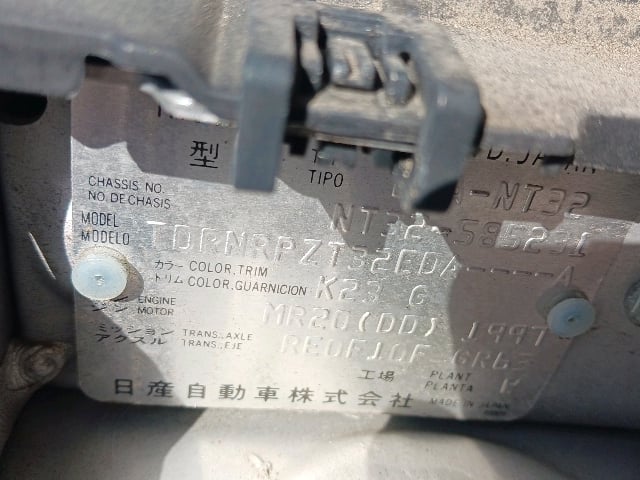 D. JAPAN
型 TIPO -NT32
CHASSIS NO.
NO DE CHASIS NT32-585231
MODEL
MODELO TDRNRPZT32EDA-----A
カラー COLOR,TRIM
トリム COLOR,GUARNICION K23 G
ENGINE
MOTOR MR20(DD) 1997
ミッション TRANS.,AXLE
アクスル TRANS.,EJE RE0F10F GR63
工場 PLANT
PLANTA K
日産自動車株式会社 MADE IN JAPAN